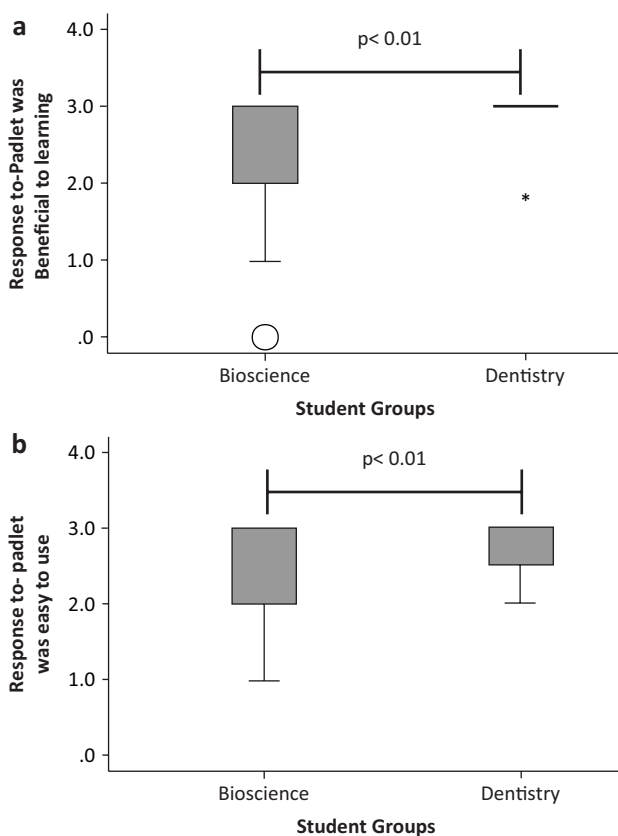 a
p< 0.01
Response to-Padlet was
Beneficial to learning
4.0
3.0
2.0
1.0
.0
*
Bioscience
Dentistry
Student Groups
b
p< 0.01
Response to- padlet
was easy to use
4.0
3.0
2.0
1.0
.0
Bioscience
Dentistry
Student Groups